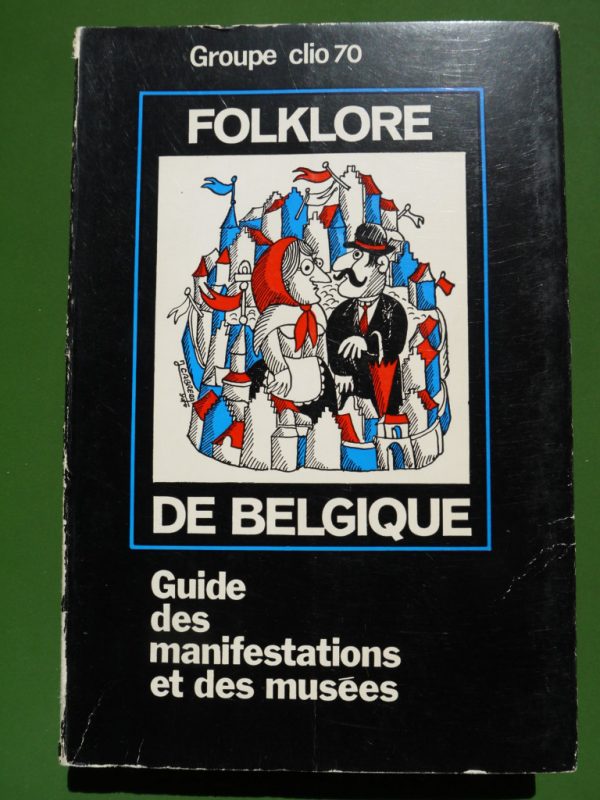 Groupe clio 70
FOLKLORE
DE BELGIQUE
Guide
des
manifestations
et des musées